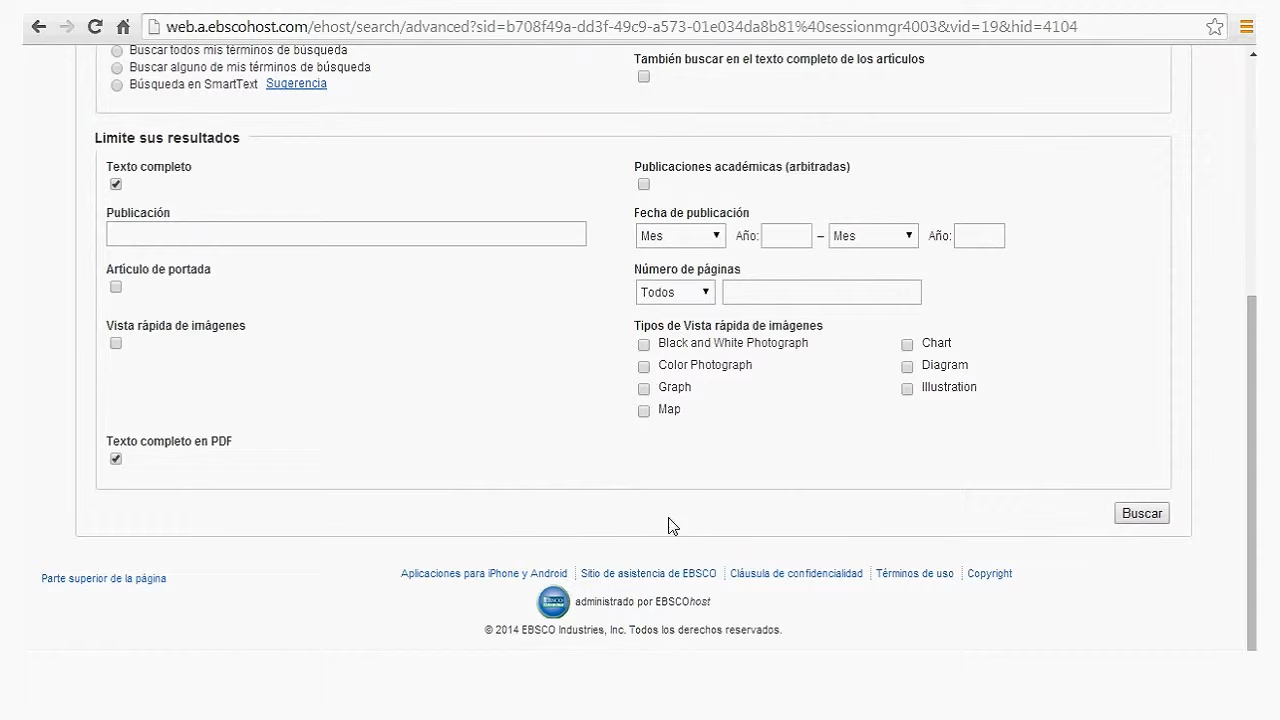 web.a.ebscohost.com/ehost/search/advanced?sid=b708f49a-dd3f-49c9-a573-01e034da8b81%40sessionmgr4003&vid=19&hid=4104
Buscar todos mis términos de búsqueda
Buscar alguno de mis términos de búsqueda
Búsqueda en SmartText Sugerencia
También buscar en el texto completo de los artículos
Limite sus resultados
Texto completo
Publicaciones académicas (arbitradas)
Publicación
Fecha de publicación
Mes Año: – Mes Año:
Artículo de portada
Número de páginas
Todos
Vista rápida de imágenes
Tipos de Vista rápida de imágenes
Black and White Photograph Chart
Color Photograph Diagram
Graph Illustration
Map
Texto completo en PDF
Buscar
Parte superior de la página
Aplicaciones para iPhone y Android Sitio de asistencia de EBSCO Cláusula de confidencialidad Términos de uso Copyright
administrado por EBSCOhost
© 2014 EBSCO Industries, Inc. Todos los derechos reservados.